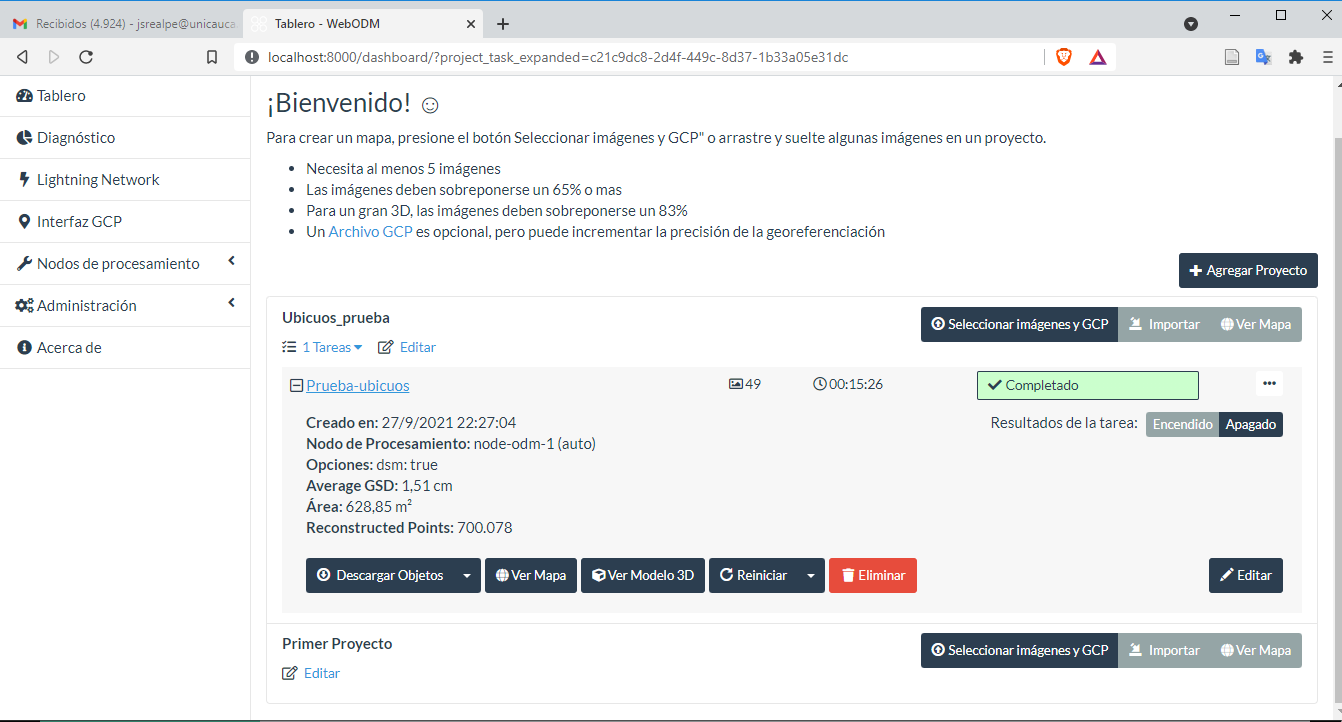 Recibidos (4.924) - jsrealpe@unicauca.
Tablero - WebODM
localhost:8000/dashboard/?project_task_expanded=c21c9dc8-2d4f-449c-8d37-1b33a05e31dc
Tablero
Diagnóstico
Lightning Network
Interfaz GCP
Nodos de procesamiento
Administración
Acerca de
¡Bienvenido!
Para crear un mapa, presione el botón Seleccionar imágenes y GCP" o arrastre y suelte algunas imágenes en un proyecto.
Necesita al menos 5 imágenes
Las imágenes deben sobreponerse un 65% o mas
Para un gran 3D, las imágenes deben sobreponerse un 83%
Un Archivo GCP es opcional, pero puede incrementar la precisión de la georeferenciación
Agregar Proyecto
Ubicuos_prueba
Seleccionar imágenes y GCP Importar Ver Mapa
1 Tareas Editar
Prueba-ubicuos 49 00:15:26 Completado
Creado en: 27/9/2021 22:27:04
Resultados de la tarea: Encendido Apagado
Nodo de Procesamiento: node-odm-1 (auto)
Opciones: dsm: true
Average GSD: 1,51 cm
Área: 628,85 m²
Reconstructed Points: 700.078
Descargar Objetos Ver Mapa Ver Modelo 3D Reiniciar Eliminar Editar
Primer Proyecto
Seleccionar imágenes y GCP Importar Ver Mapa
Editar